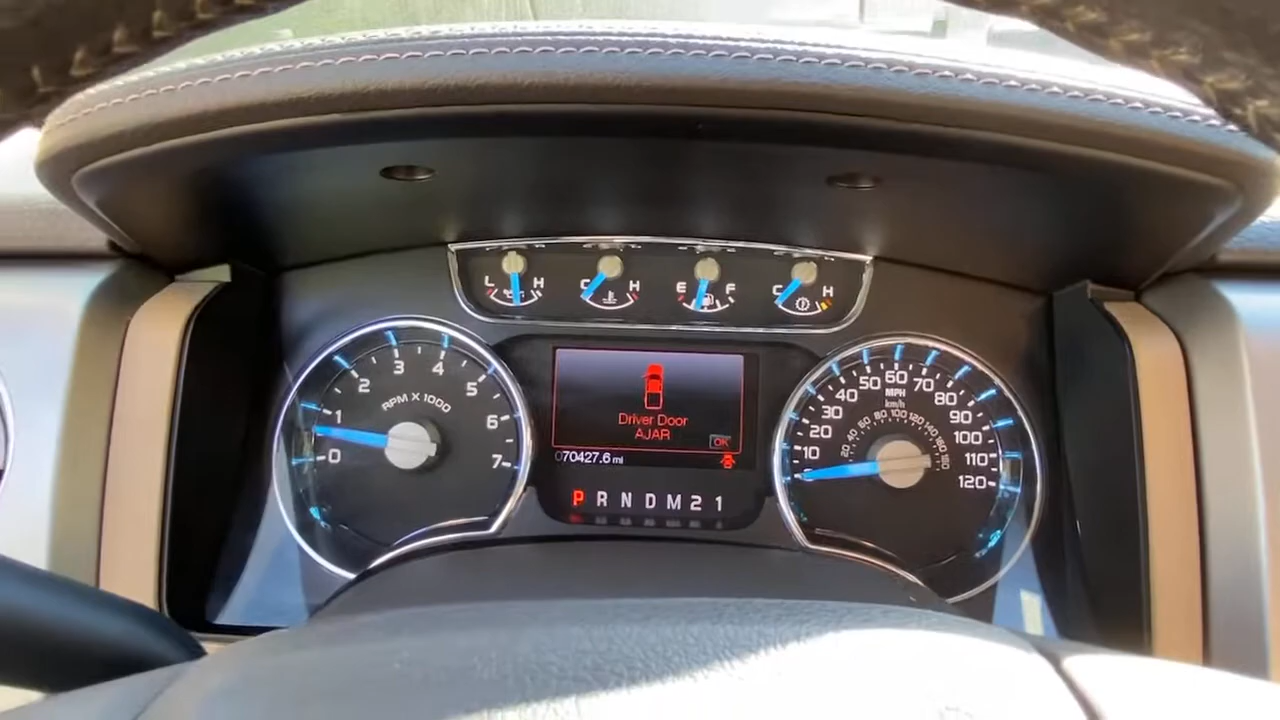 L H C H E F C H
0 1 2 3 4 5 6 7
RPM X 1000
Driver Door
AJAR
OK
070427.6 mi
P R N D M 2 1
10 20 30 40 50 60 70 80 90 100 110 120
MPH
km/h
20 40 60 80 100 120 140 160 180